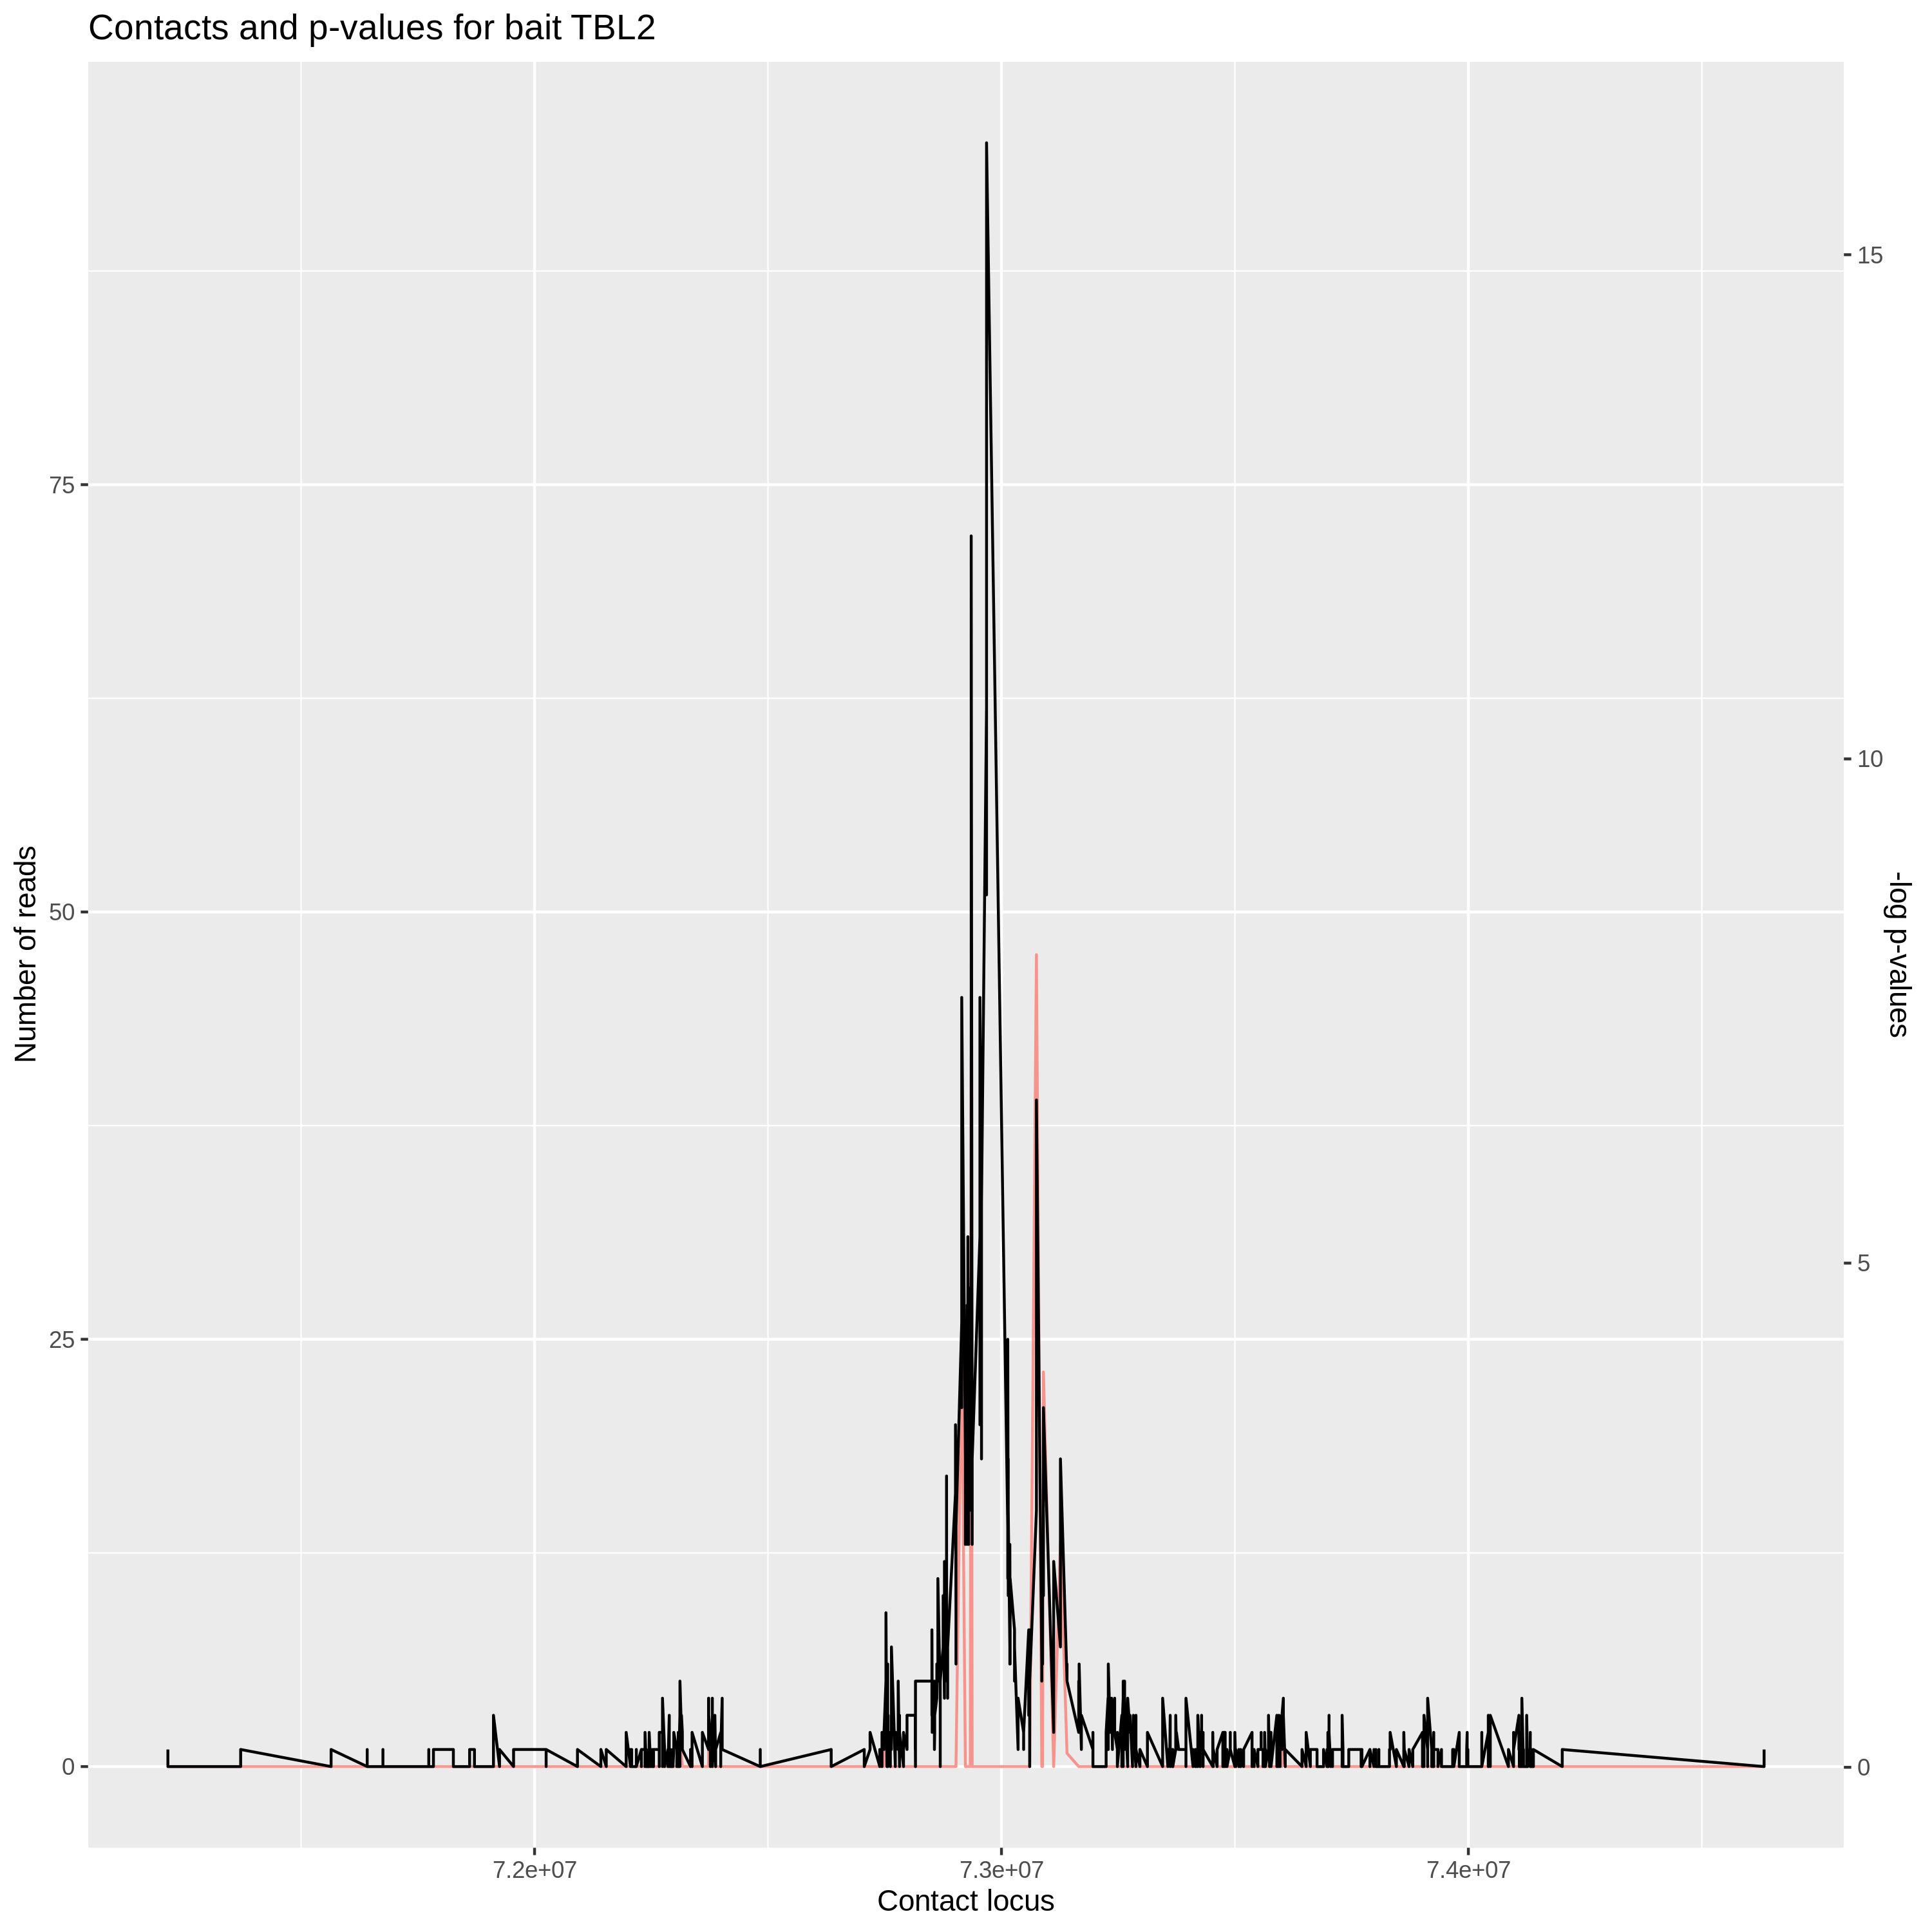 Contacts and p-values for bait TBL2
75
50
25
0
Number of reads
15
10
5
0
-log p-values
7.2e+07 7.3e+07 7.4e+07
Contact locus